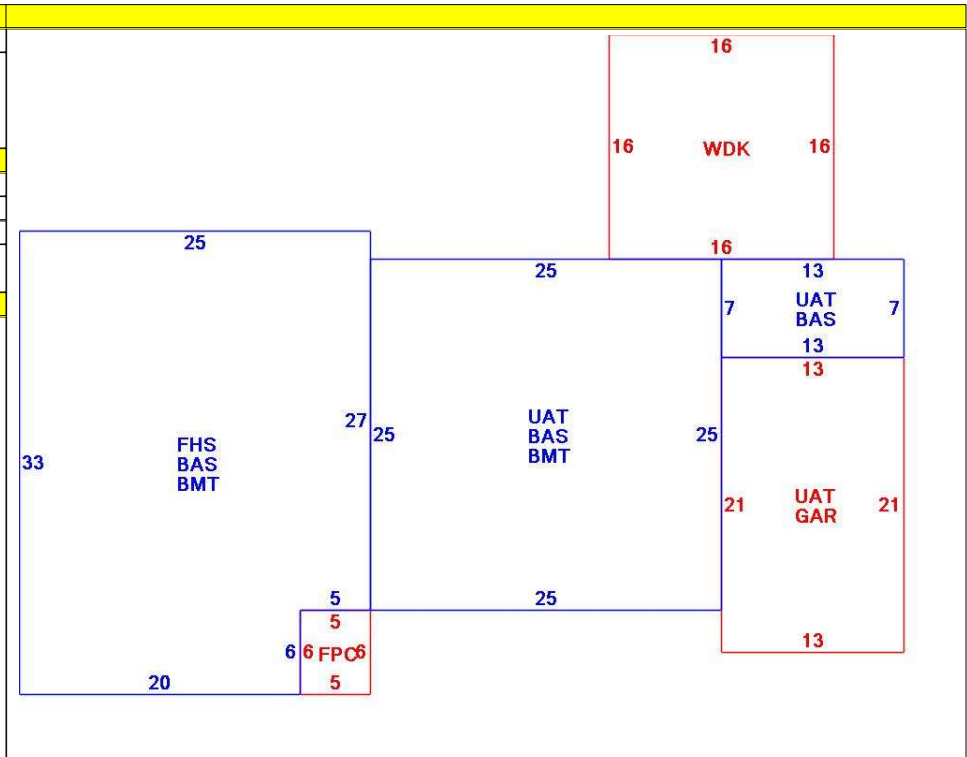 16
16 WDK 16
16
25
25
13
7 UAT 7
BAS
13
13
27
25
UAT
BAS
BMT
25
33
FHS
BAS
BMT
21
UAT
GAR
21
5
25
5
6 6 FPC 6
13
20
5